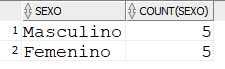 SEXO COUNT(SEXO)
1 Masculino 5
2 Femenino 5